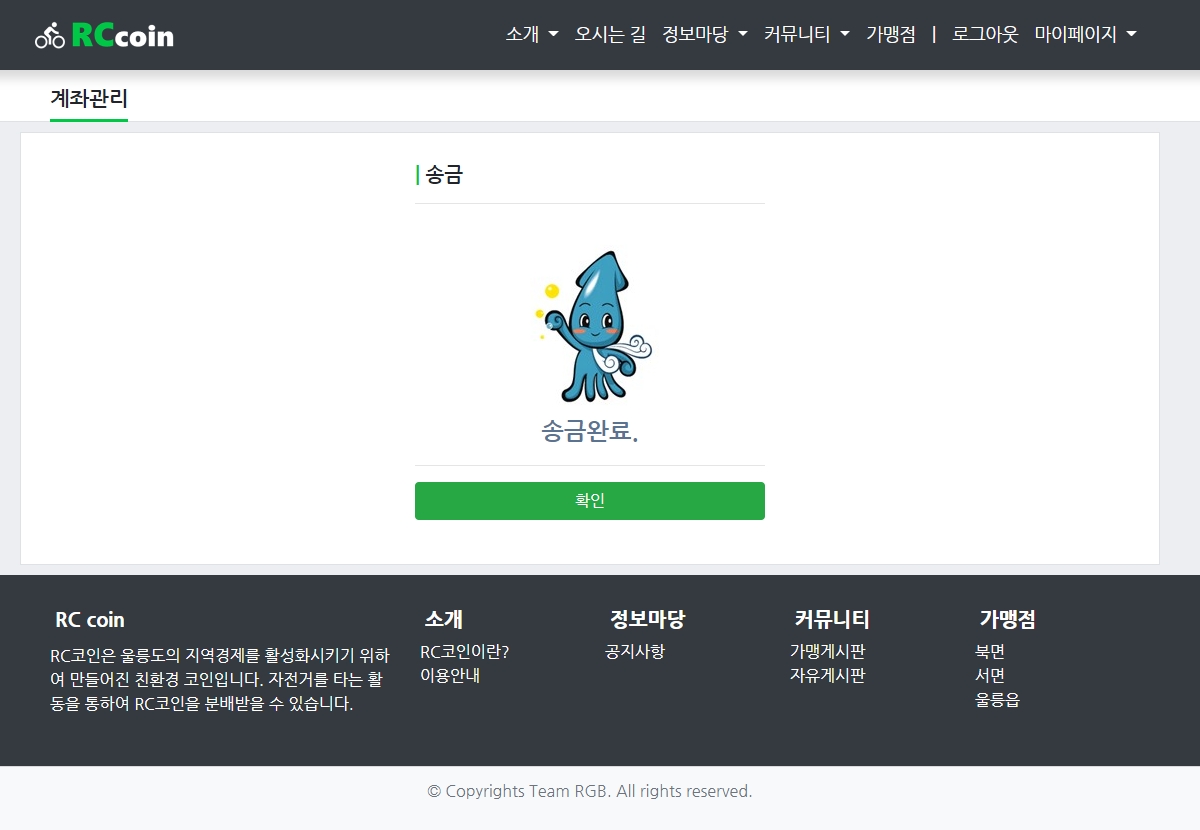 RCcoin
소개 오시는 길 정보마당 커뮤니티 가맹점 | 로그아웃 마이페이지
계좌관리
송금
송금완료.
확인
RC coin
RC코인은 울릉도의 지역경제를 활성화시키기 위하
여 만들어진 친환경 코인입니다. 자전거를 타는 활
동을 통하여 RC코인을 분배받을 수 있습니다.
소개
RC코인이란?
이용안내
정보마당
공지사항
커뮤니티
가맹게시판
자유게시판
가맹점
북면
서면
울릉읍
© Copyrights Team RGB. All rights reserved.